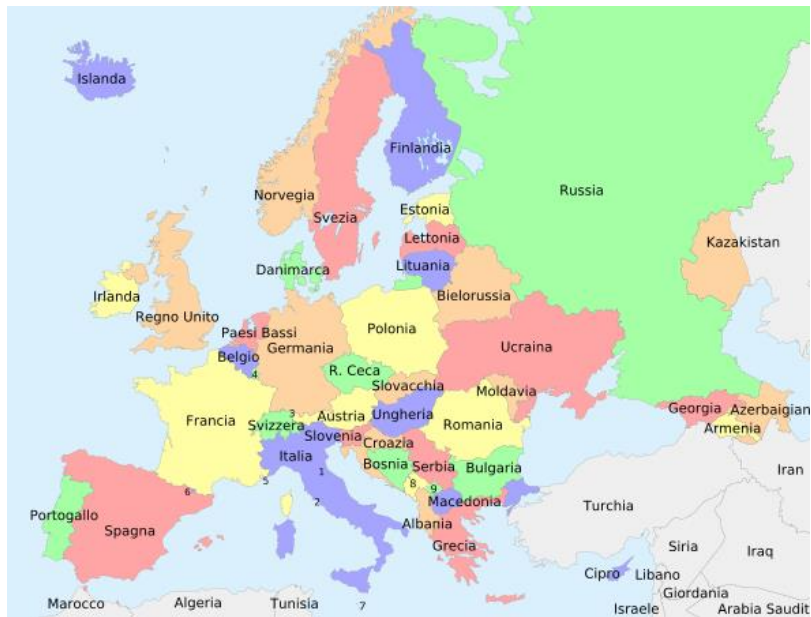 Islanda
Finlandia
Russia
Norvegia
Svezia
Estonia
Lettonia
Kazakistan
Danimarca
Lituania
Irlanda
Bielorussia
Regno Unito
Paesi Bassi
Polonia
Germania
Ucraina
Belgio
4
R. Ceca
Slovacchia
Moldavia
Francia
3
Austria
Ungheria
Georgia
Azerbaigian
Svizzera
Romania
Armenia
Slovenia
Croazia
Italia
1
Bosnia
Serbia
Bulgaria
Iran
5
8
9
6
2
Macedonia
Turchia
Portogallo
Spagna
Albania
Grecia
Siria
Iraq
Cipro
Libano
Giordania
Marocco
Algeria
Tunisia
7
Israele
Arabia Saudit